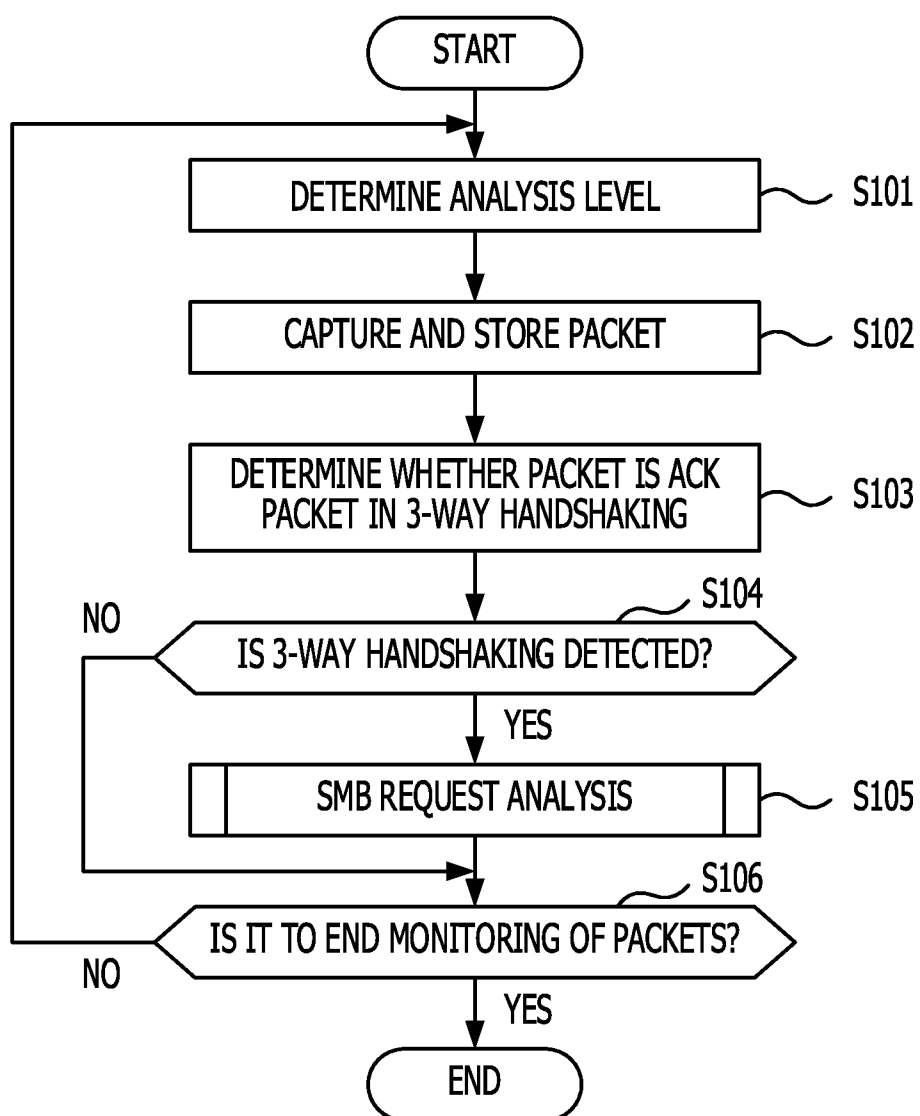 START
DETERMINE ANALYSIS LEVEL
S101
CAPTURE AND STORE PACKET
S102
DETERMINE WHETHER PACKET IS ACK
PACKET IN 3-WAY HANDSHAKING
S103
S104
NO
IS 3-WAY HANDSHAKING DETECTED?
YES
SMB REQUEST ANALYSIS
S105
S106
IS IT TO END MONITORING OF PACKETS?
NO
YES
END